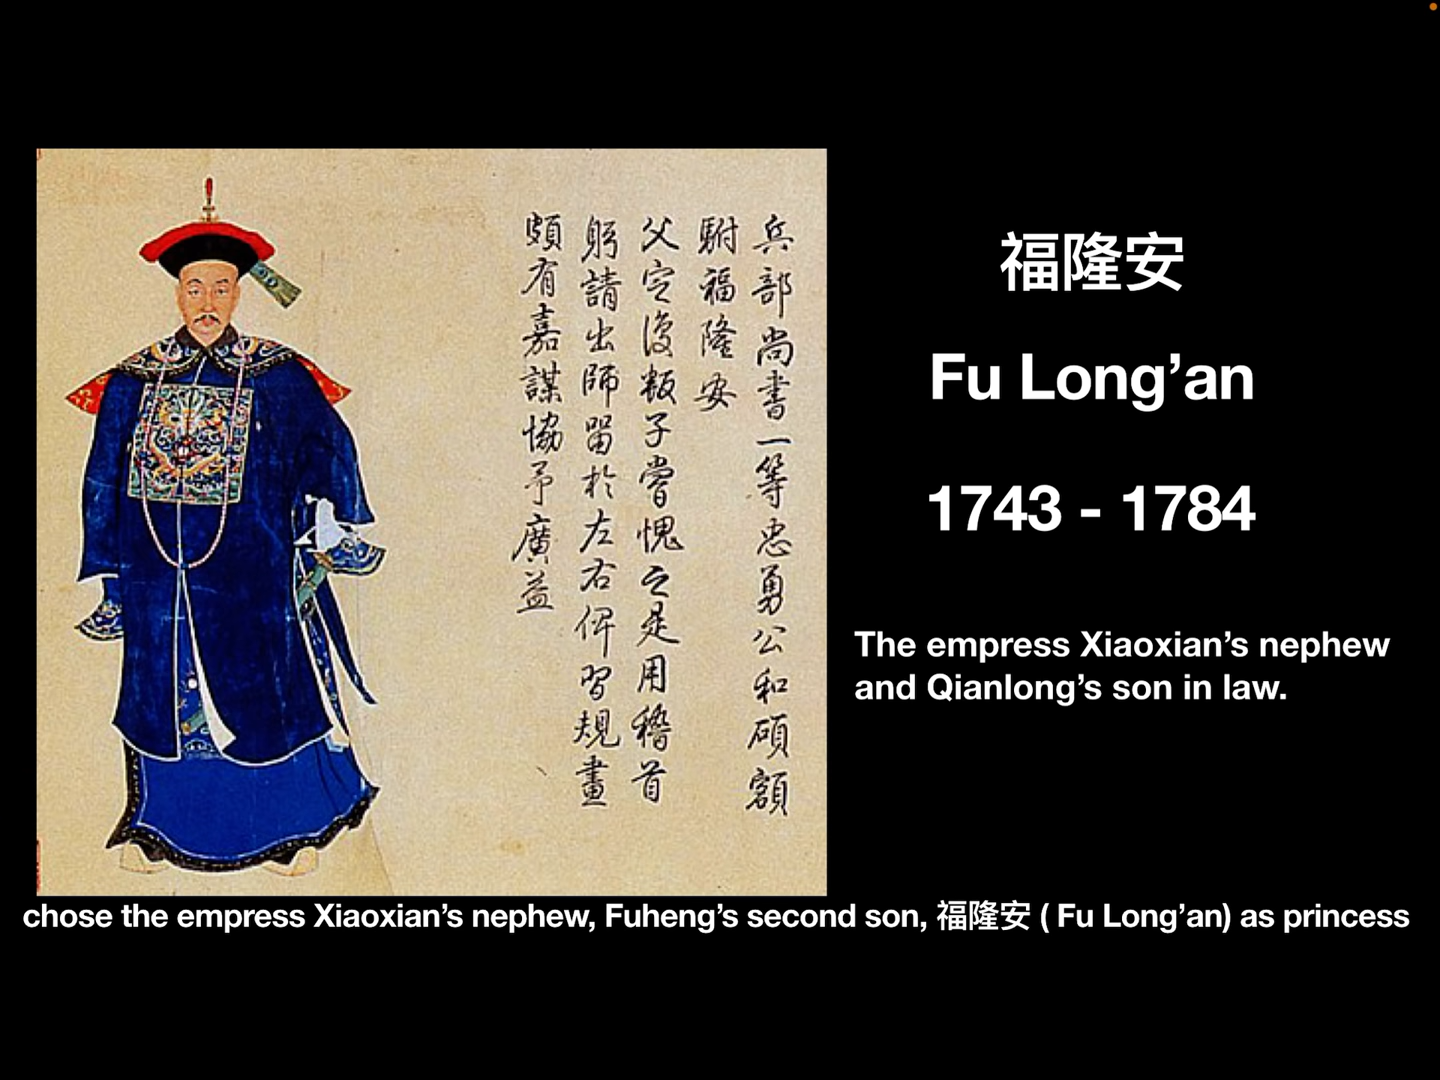 兵部尚書一等忠勇公和碩額
駙福隆安
父定復叛子嘗愧之是用稽首
躬請出師留於左右俾習規畫
頗有嘉謀協予廣益
福隆安
Fu Long’an
1743 - 1784
The empress Xiaoxian’s nephew
and Qianlong’s son in law.
chose the empress Xiaoxian’s nephew, Fuheng’s second son, 福隆安 ( Fu Long’an) as princess